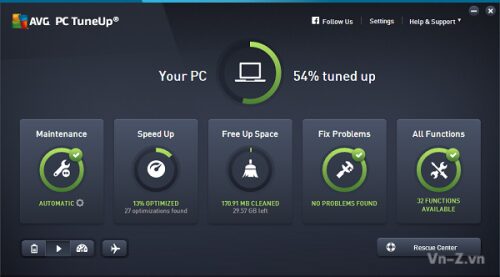 AVG PC TuneUp®
Follow Us
Settings
Help & Support
Your PC
54% tuned up
Maintenance
AUTOMATIC
Speed Up
13% OPTIMIZED
27 optimizations found
Free Up Space
170.91 MB CLEANED
29.57 GB left
Fix Problems
NO PROBLEMS FOUND
All Functions
32 FUNCTIONS
AVAILABLE
Rescue Center
Vn-Z.vn